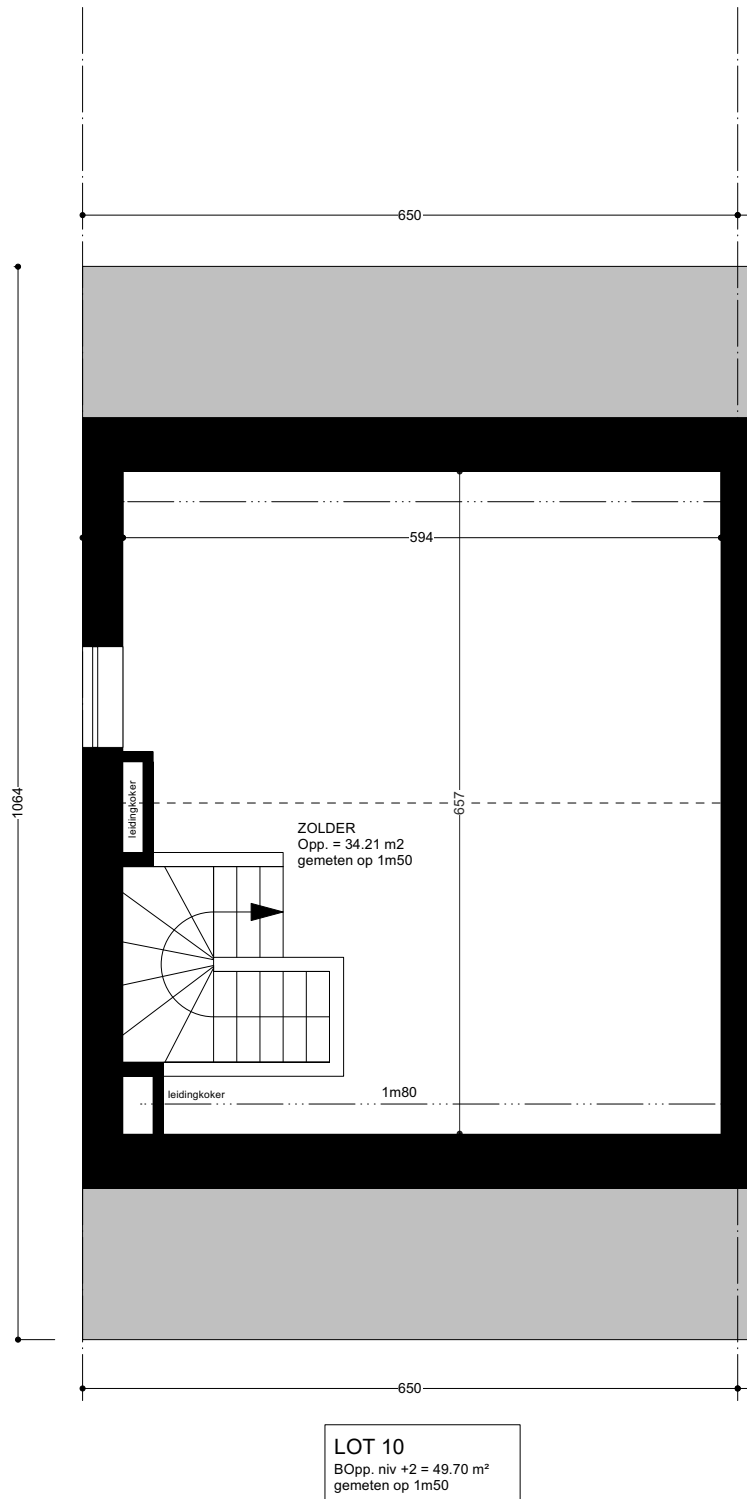 650
594
1064
657
leidingkoker
ZOLDER
Opp. = 34.21 m2
gemeten op 1m50
leidingkoker
1m80
650
LOT 10
BOpp. niv +2 = 49.70 m²
gemeten op 1m50